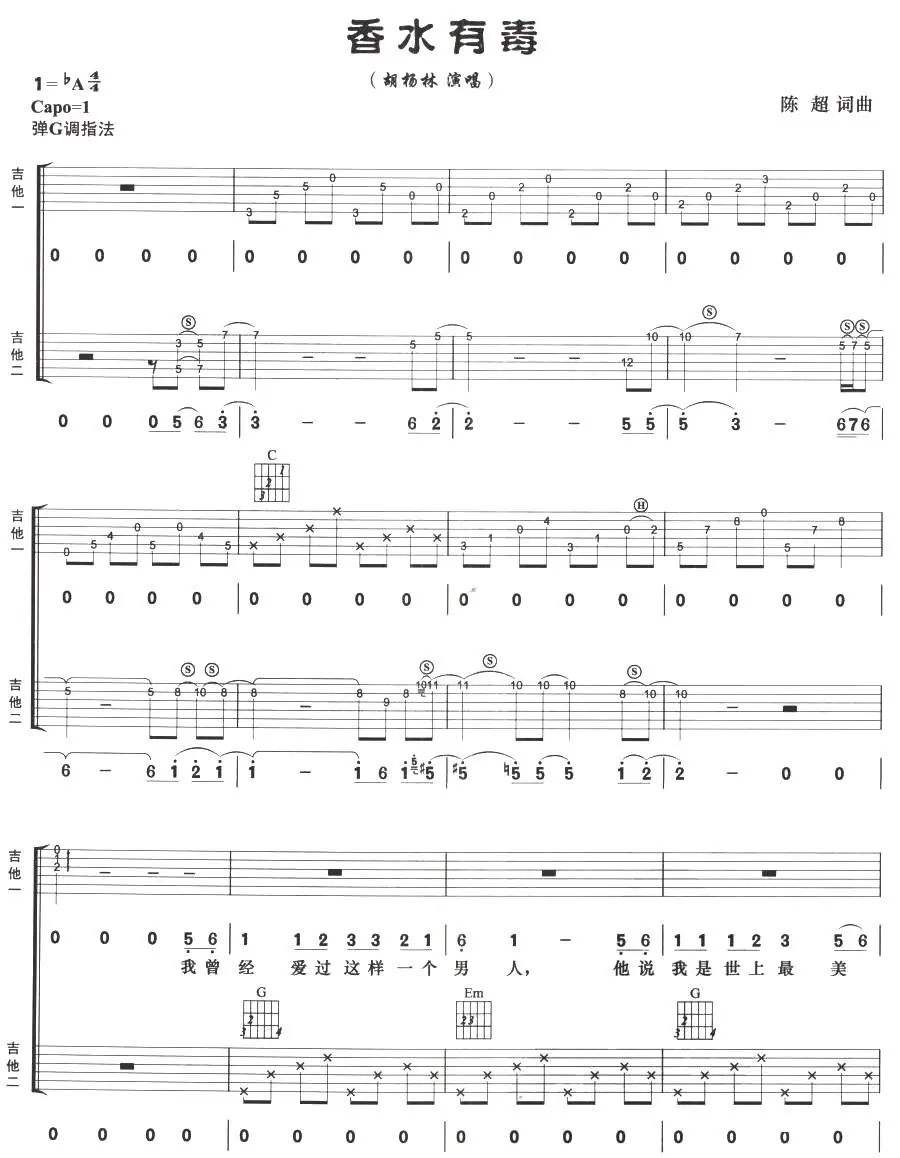 香水有毒
(胡杨林 演唱)
1=♭A 4/4
Capo=1
弹G调指法
陈 超 词曲
吉他一
3 5 5 0 3 5 0 0 2 0 2 0 2 0 2 0 2 0 2 3 2 0 2 0
0 0 0 0 0 0 0 0 0 0 0 0 0 0 0 0
S S S S
吉他二
3 5 5 7 7 7 – – 5 5 5 – – 12 10 10 7 – 5 7 5
0 0 0 5 6 3 3 – – 6 2 2 – – 5 5 5 3 – 6 7 6
C
H
吉他一
0 5 4 0 5 0 4 5 3 1 0 4 3 1 0 2 5 7 8 0 5 7 8
0 0 0 0 0 0 0 0 0 0 0 0 0 0 0 0
S S S S S
吉他二
5 – 5 8 10 8 8 – 8 9 8 10 11 11 10 10 10 8 10 10 –
6 – 6 1 2 1 1 – 1 6 1 5 #5 #5 ♮5 5 5 1 2 2 – 0 0
吉他一
0 1 2 – – –
0 0 0 5 6 1 1 2 3 3 2 1 6 1 – 5 6 1 1 1 2 3 5 6
我曾 经 爱过这样一个 男 人, 他说 我是世上最 美
G Em G
吉他二
0 0 0 0 0 0 0 0 0 0 0 0 0 0 0 0